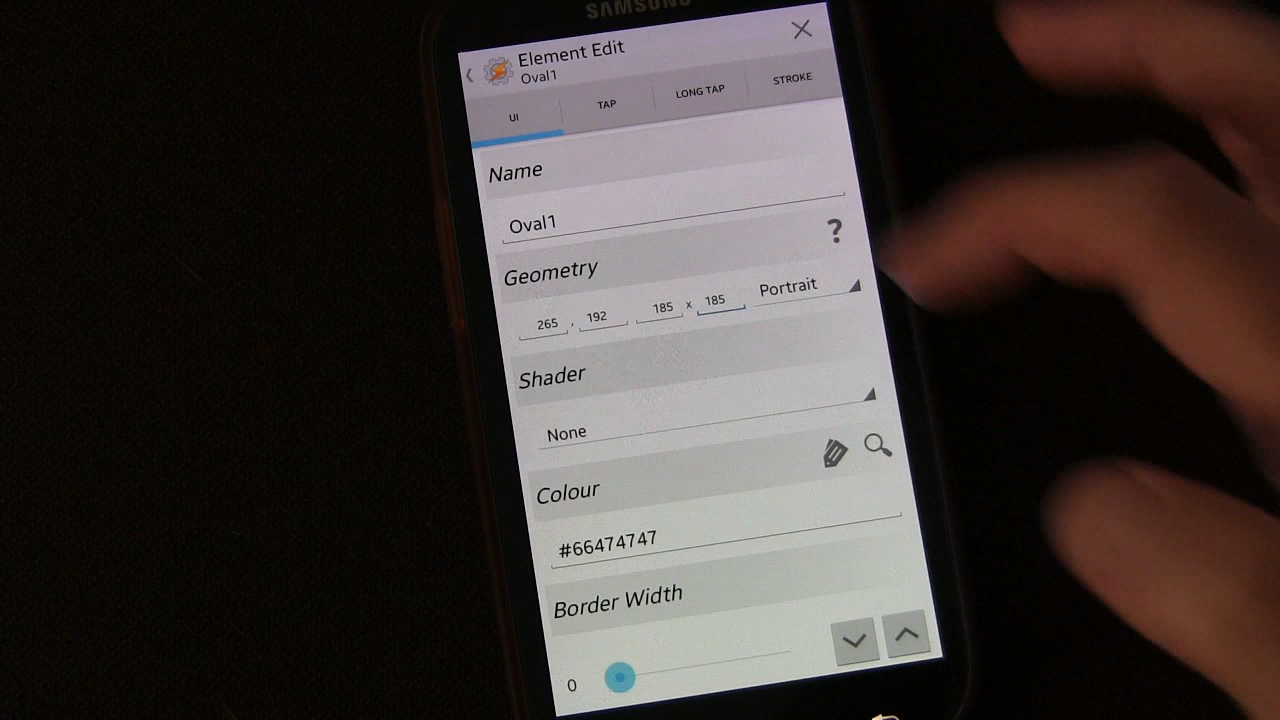 SAMSUNG
Element Edit
Oval1
UI TAP LONG TAP STROKE
Name
Oval1
Geometry ?
265 , 192 185 x 185 Portrait
Shader
None
Colour
#66474747
Border Width
0